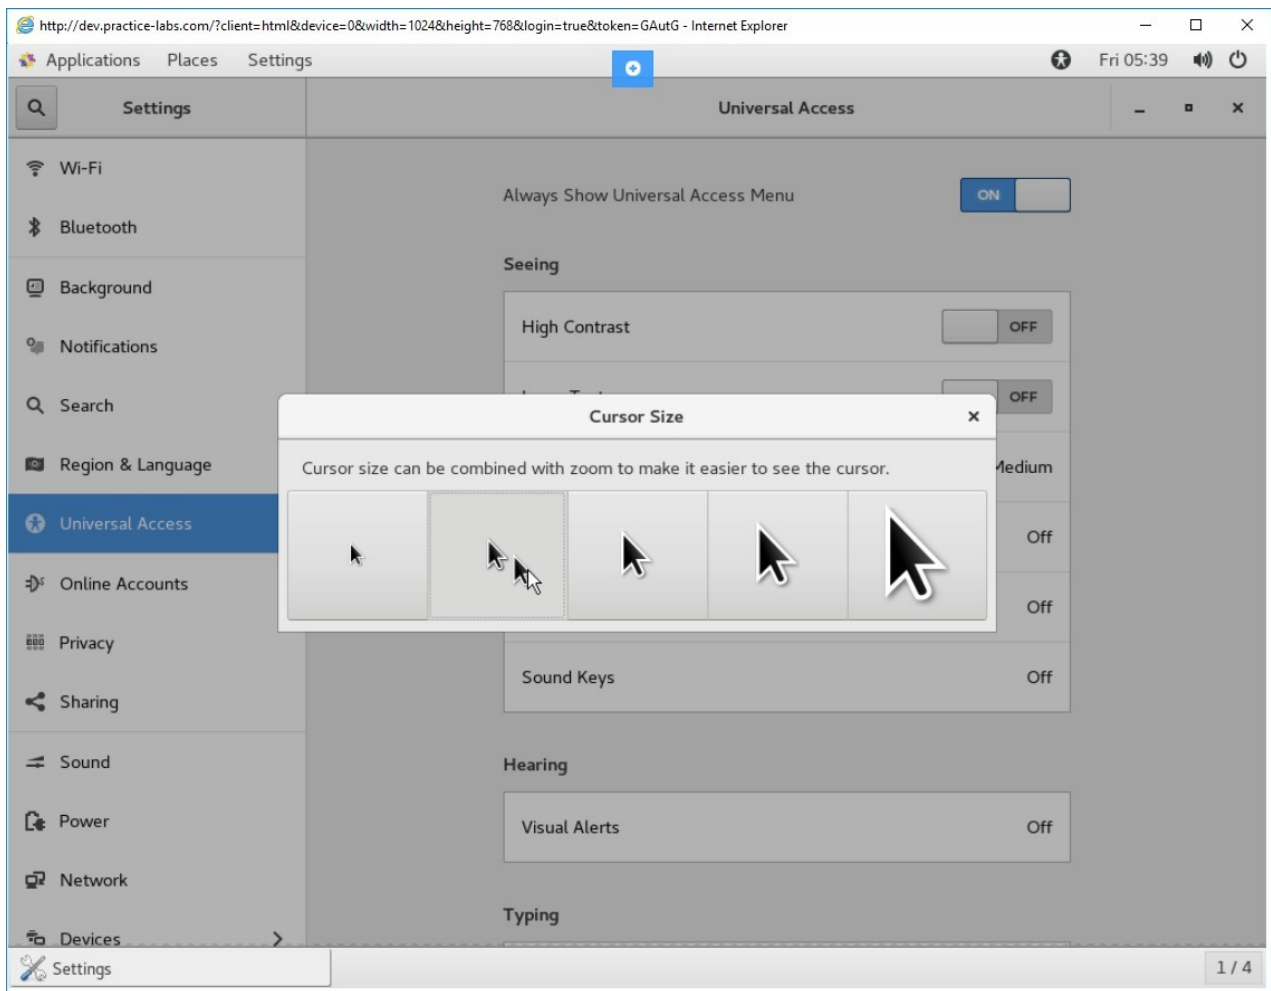 http://dev.practice-labs.com/?client=html&device=0&width=1024&height=768&login=true&token=GAutG - Internet Explorer
Applications Places Settings Fri 05:39
Settings Universal Access
Wi-Fi
Always Show Universal Access Menu ON
Bluetooth
Seeing
Background
High Contrast OFF
Notifications
OFF
Search
Cursor Size
Region & Language
Cursor size can be combined with zoom to make it easier to see the cursor.
Medium
Universal Access
Off
Online Accounts
Off
Privacy
Sound Keys Off
Sharing
Sound
Hearing
Power
Visual Alerts Off
Network
Typing
Devices
Settings 1 / 4